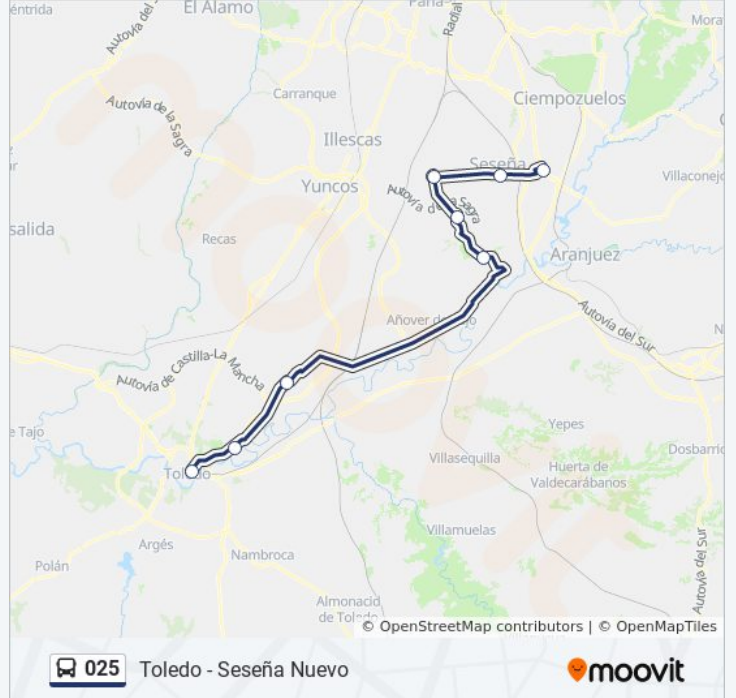 éntrida
El Alamo
Parla
Autovía del
Radial
Mora
Carranque
Ciempozuelos
Autovía de la Sagra
Illescas
Seseña
Yuncos
Villaconejo
Autovía de la Sagra
salida
Recas
Aranjuez
Añover de Tajo
Autovía del Sur
Autovía de Castilla-La Mancha
e Tajo
Yepes
Dosbarrio
Villasequilla
Huerta de
Valdecarábanos
Toledo
Villamuelas
Argés
Nambroca
Autovía del Sur
Polán
Almonacid
de Toledo
© OpenStreetMap contributors | © OpenMapTiles
025
Toledo - Seseña Nuevo
moovit